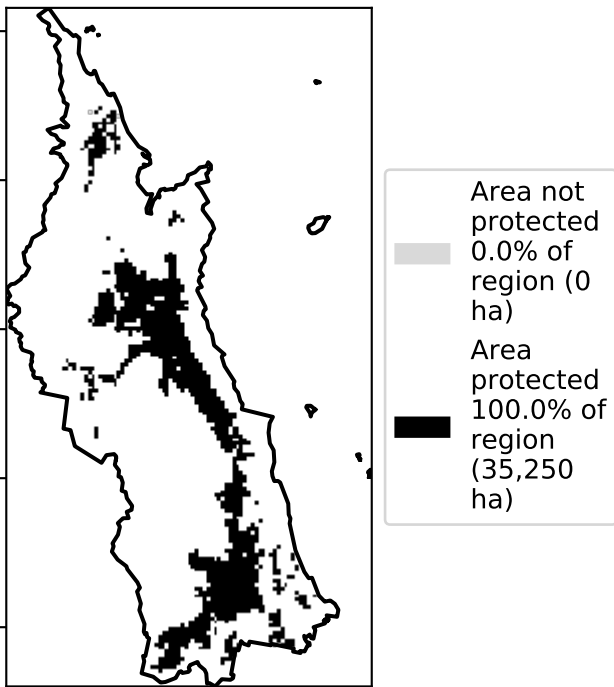 Area not
protected
0.0% of
region (0
ha)
Area
protected
100.0% of
region
(35,250
ha)